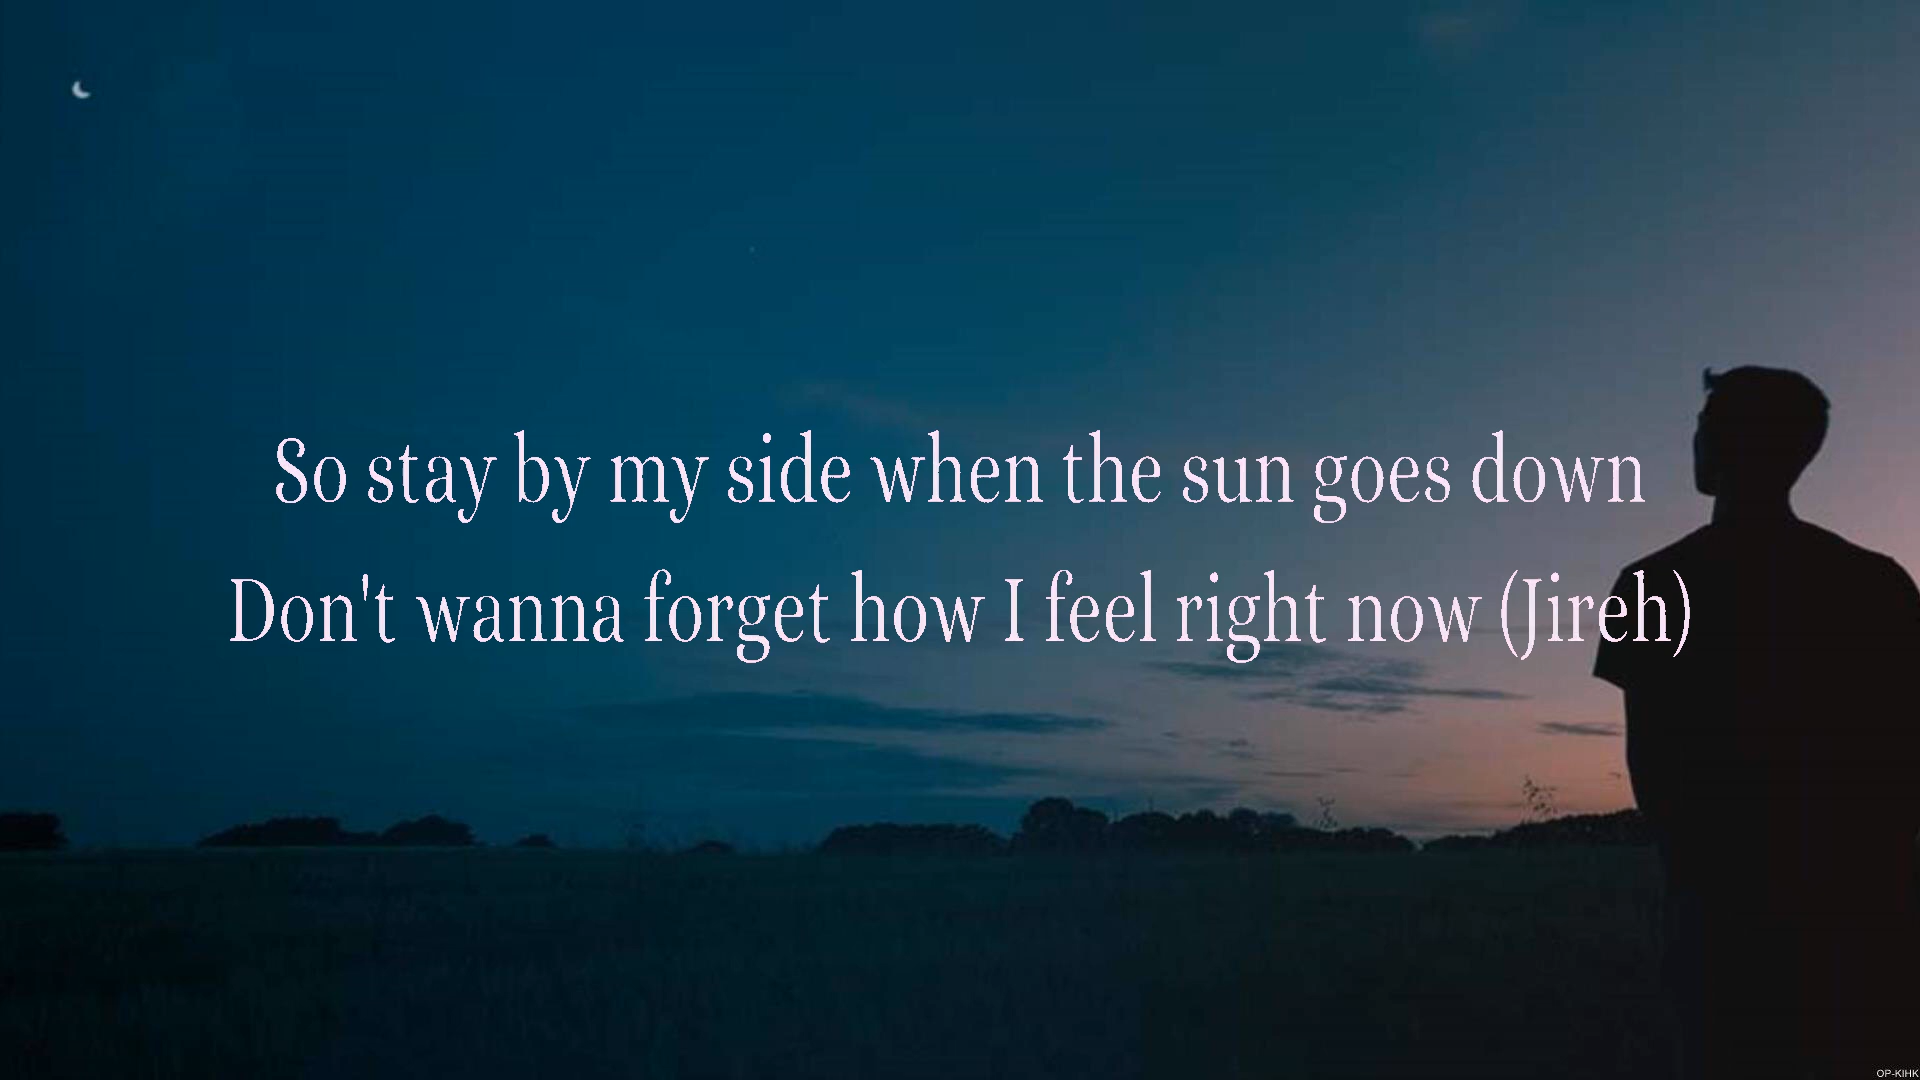 So stay by my side when the sun goes down
Don't wanna forget how I feel right now (Jireh)
OP-KIHK